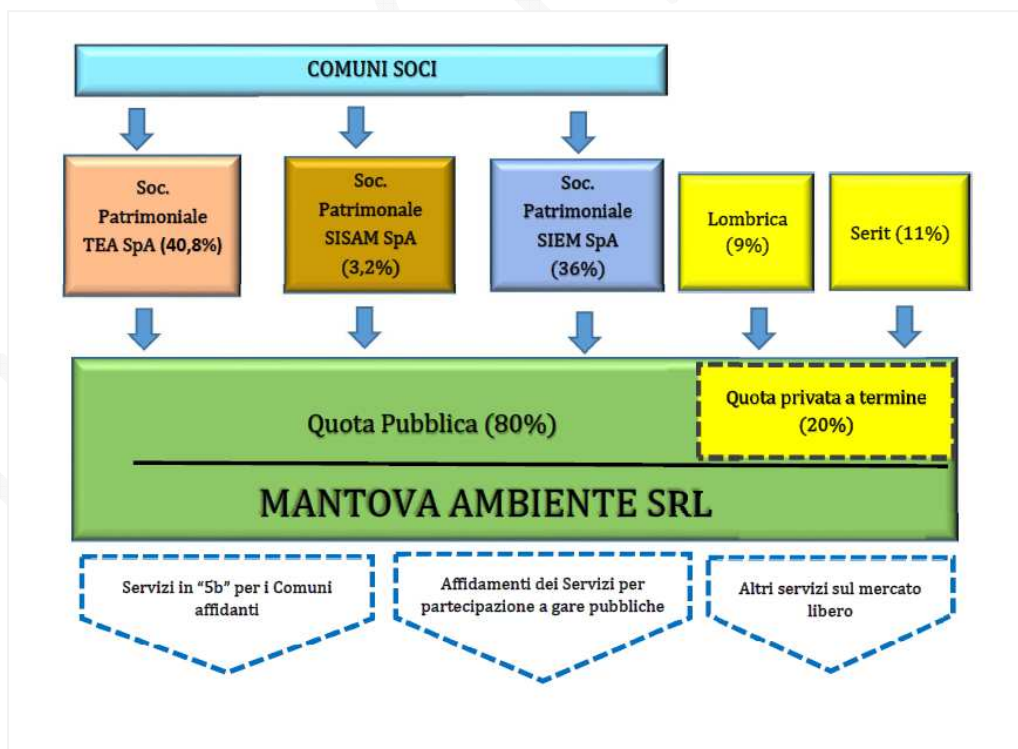 COMUNI SOCI
Soc.
Patrimoniale
TEA SpA (40,8%)
Soc.
Patrimonale
SISAM SpA
(3,2%)
Soc.
Patrimoniale
SIEM SpA
(36%)
Lombrica
(9%)
Serit (11%)
Quota Pubblica (80%)
Quota privata a termine
(20%)
MANTOVA AMBIENTE SRL
Servizi in “5b” per i Comuni
affidanti
Affidamenti dei Servizi per
partecipazione a gare pubbliche
Altri servizi sul mercato
libero